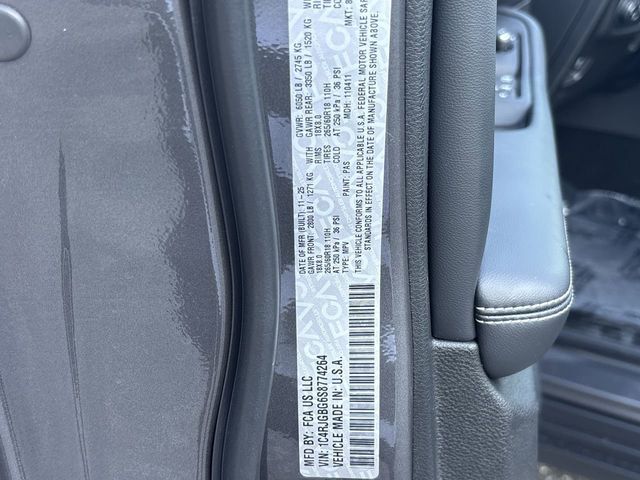 MFD BY: FCA US LLC
DATE OF MFR (BUILT): 11-25
GVWR: 6050 LB / 2745 KG
GAWR FRONT: 2800 LB / 1271 KG WITH
GAWR REAR: 3350 LB / 1520 KG
18X8.0 RIMS 18X8.0
265/60R18 110H TIRES 265/60R18 110H
AT 250 kPa / 36 PSI COLD AT 250 kPa / 36 PSI
THIS VEHICLE CONFORMS TO ALL APPLICABLE U.S.A. FEDERAL MOTOR VEHICLE
STANDARDS IN EFFECT ON THE DATE OF MANUFACTURE SHOWN ABOVE.
VIN: 1C4RJGBG6S8774264
TYPE: MPV PAINT: PAS MDH: 110411 MKT:
VEHICLE MADE IN: U.S.A.